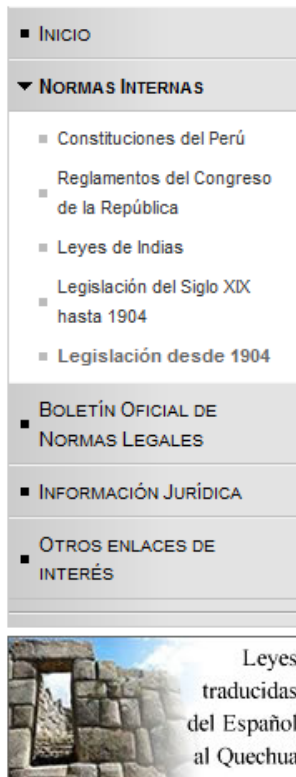 INICIO
NORMAS INTERNAS
Constituciones del Perú
Reglamentos del Congreso
de la República
Leyes de Indias
Legislación del Siglo XIX
hasta 1904
Legislación desde 1904
BOLETÍN OFICIAL DE
NORMAS LEGALES
INFORMACIÓN JURÍDICA
OTROS ENLACES DE
INTERÉS
Leyes
traducidas
del Español
al Quechua